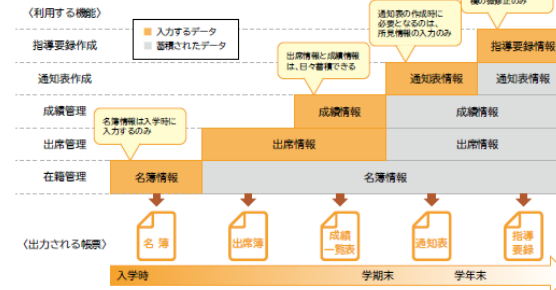 〈利用する機能〉
入力するデータ
蓄積されたデータ
通知表の作成時に
必要となるのは、
所見情報の入力のみ
指導要録作成
指導要録情報
出席情報と成績情報
は、日々蓄積できる
通知表作成
通知表情報
通知表情報
成績管理
成績情報
成績情報
名簿情報は入学時に
入力するのみ
出席管理
出席情報
出席情報
在籍管理
名簿情報
名簿情報
〈出力される帳票〉
名 簿
出席簿
成績
一覧表
通知表
指導
要録
入学時
学期末
学年末